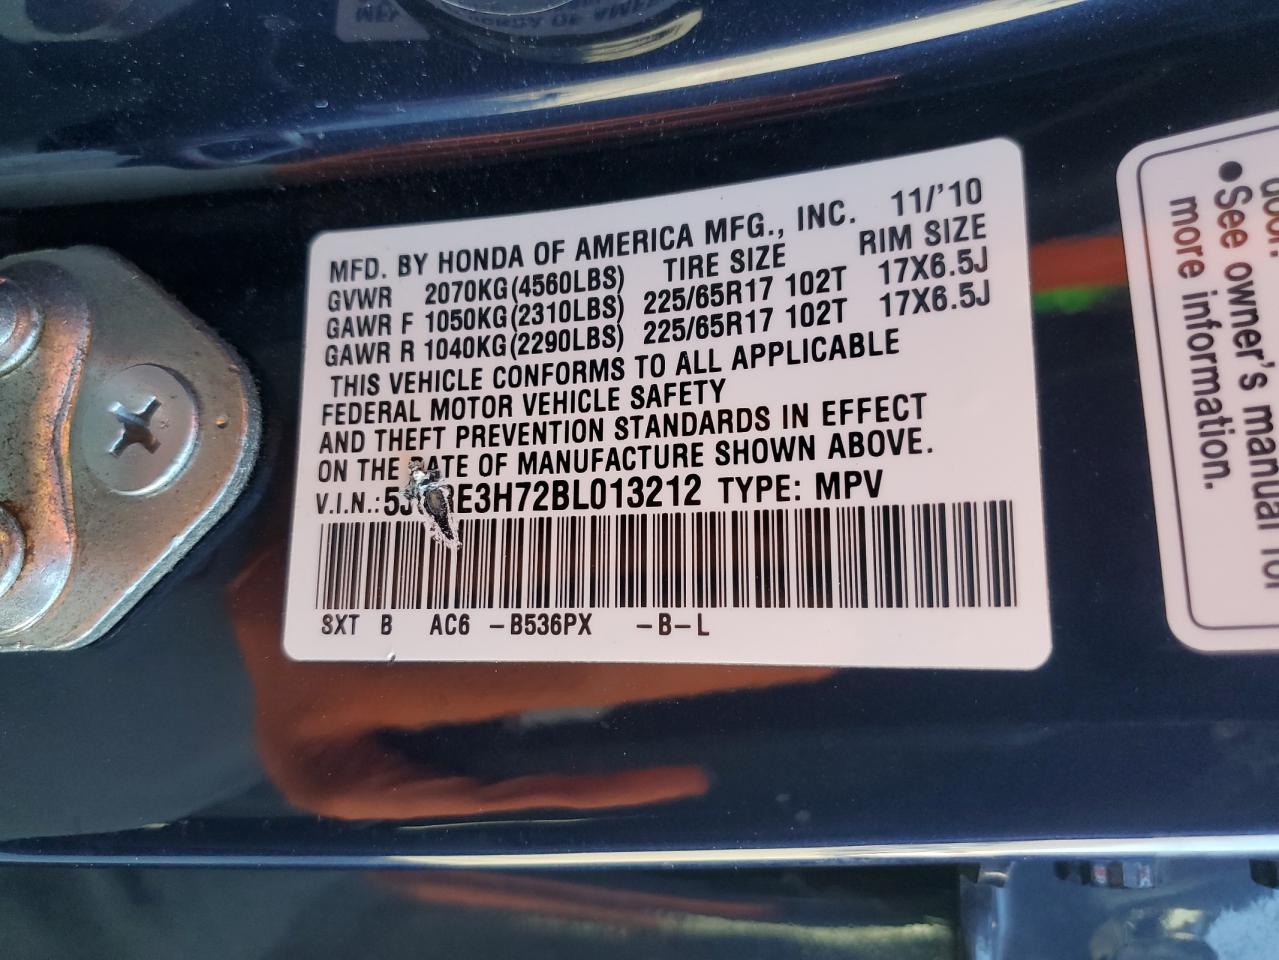 MFD. BY HONDA OF AMERICA MFG., INC. 11/'10
GVWR 2070KG(4560LBS) TIRE SIZE RIM SIZE
GAWR F 1050KG(2310LBS) 225/65R17 102T 17X6.5J
GAWR R 1040KG(2290LBS) 225/65R17 102T 17X6.5J
THIS VEHICLE CONFORMS TO ALL APPLICABLE
FEDERAL MOTOR VEHICLE SAFETY
AND THEFT PREVENTION STANDARDS IN EFFECT
ON THE DATE OF MANUFACTURE SHOWN ABOVE.
V.I.N.: E3H72BL013212 TYPE: MPV
SXT B AC6 -B536PX -B-L
door.
●See owner's manual for
more information.